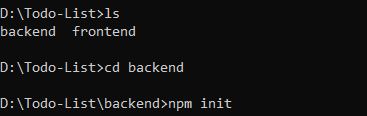 D:\Todo-List>ls
backend  frontend
D:\Todo-List>cd backend
D:\Todo-List\backend>npm init